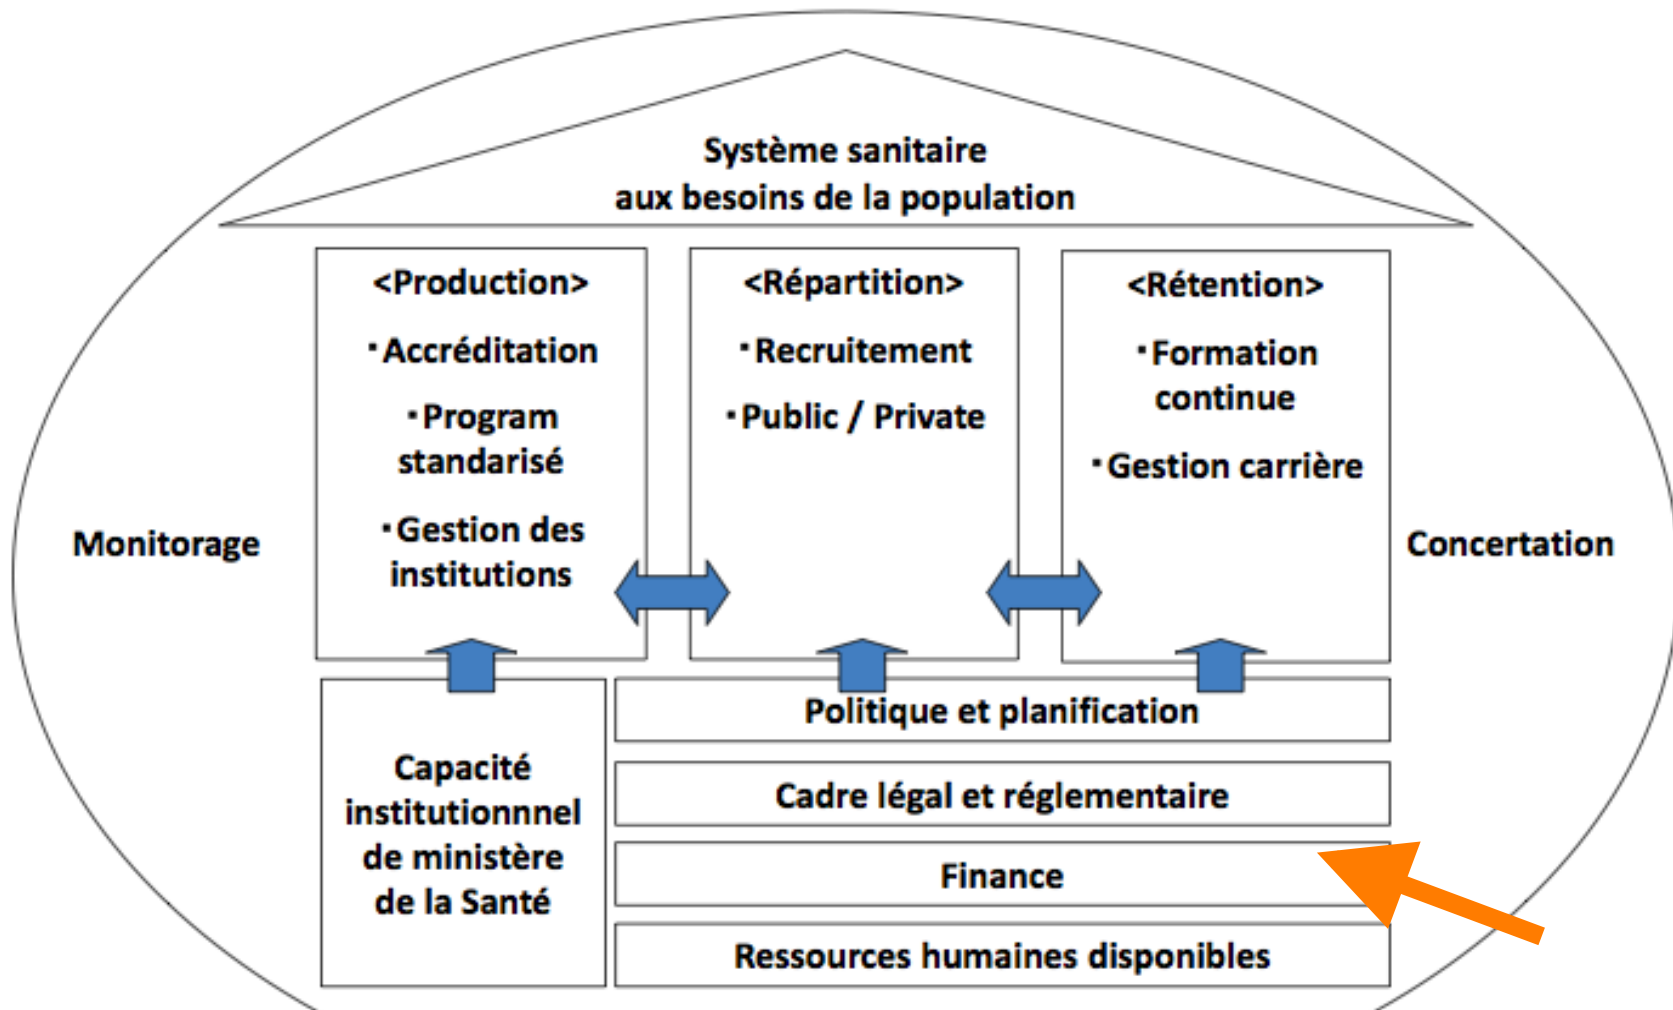 Système sanitaire
aux besoins de la population
<Production>
・Accréditation
・Program
standarisé
・Gestion des
institutions
<Répartition>
・Recruitement
・Public / Private
<Rétention>
・Formation
continue
・Gestion carrière
Monitorage
Concertation
Capacité
institutionnnel
de ministère
de la Santé
Politique et planification
Cadre légal et réglementaire
Finance
Ressources humaines disponibles